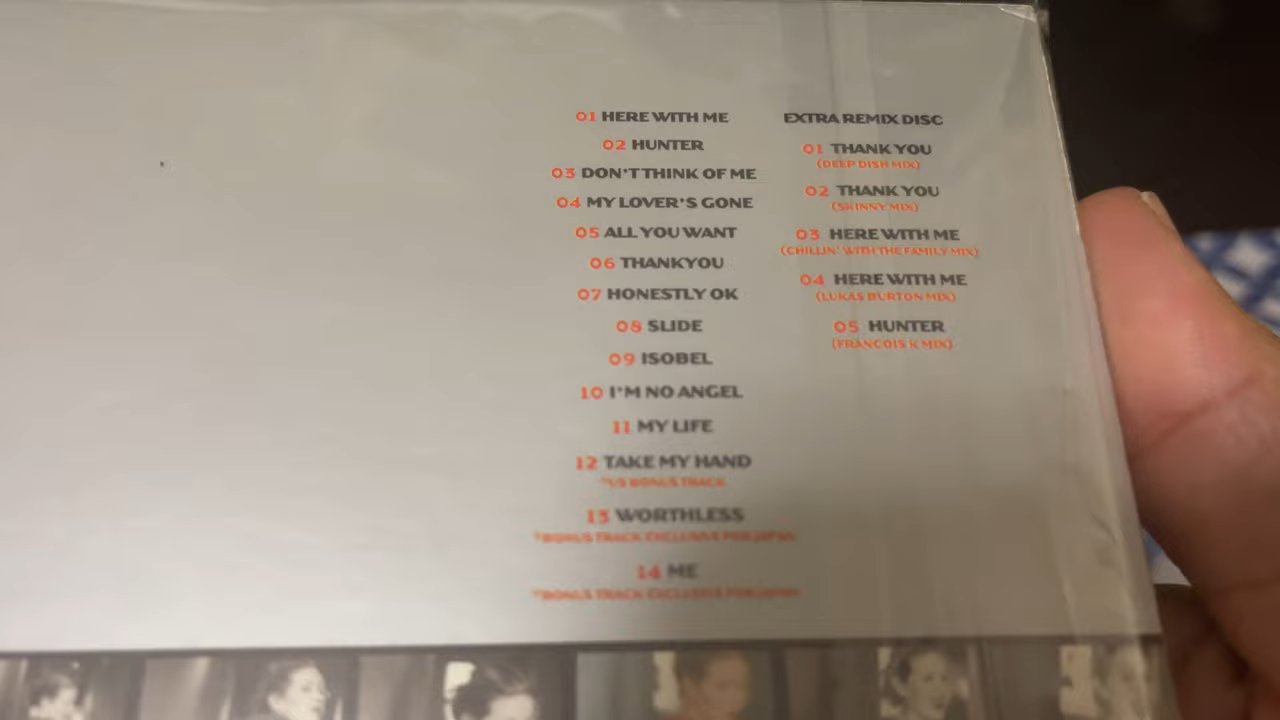 01 HERE WITH ME
02 HUNTER
03 DON'T THINK OF ME
04 MY LOVER'S GONE
05 ALL YOU WANT
06 THANKYOU
07 HONESTLY OK
08 SLIDE
09 ISOBEL
10 I'M NO ANGEL
11 MY LIFE
12 TAKE MY HAND
*US BONUS TRACK
13 WORTHLESS
*BONUS TRACK EXCLUSIVE FOR JAPAN
14 ME
*BONUS TRACK EXCLUSIVE FOR JAPAN
EXTRA REMIX DISC
01 THANK YOU
(DEEP DISH MIX)
02 THANK YOU
(SKINNY MIX)
03 HERE WITH ME
(CHILLIN' WITH THE FAMILY MIX)
04 HERE WITH ME
(LUKAS BURTON MIX)
05 HUNTER
(FRANCOIS K MIX)